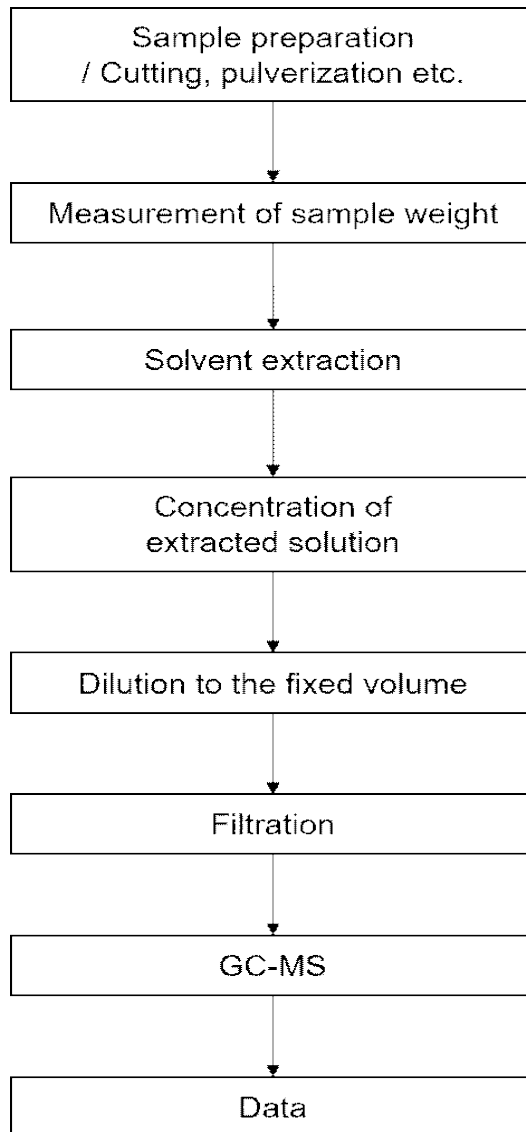 Sample preparation
/ Cutting, pulverization etc.
Measurement of sample weight
Solvent extraction
Concentration of
extracted solution
Dilution to the fixed volume
Filtration
GC-MS
Data